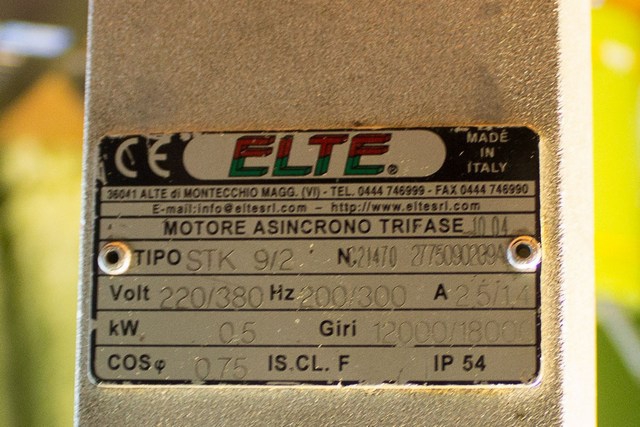 CE ELTE® MADE IN ITALY
36041 ALTE di MONTECCHIO MAGG. (VI) - TEL. 0444 746999 - FAX 0444 746990
E-mail:info@eltesrl.com – http://www.eltesrl.com
MOTORE ASINCRONO TRIFASE 10 04
TIPO STK 9/2 N. C21470 2775090299A
Volt 220/380 Hz 200/300 A 2.5/1.4
kW 0.5 Giri 12000/18000
COSφ 0.75 IS.CL. F IP 54